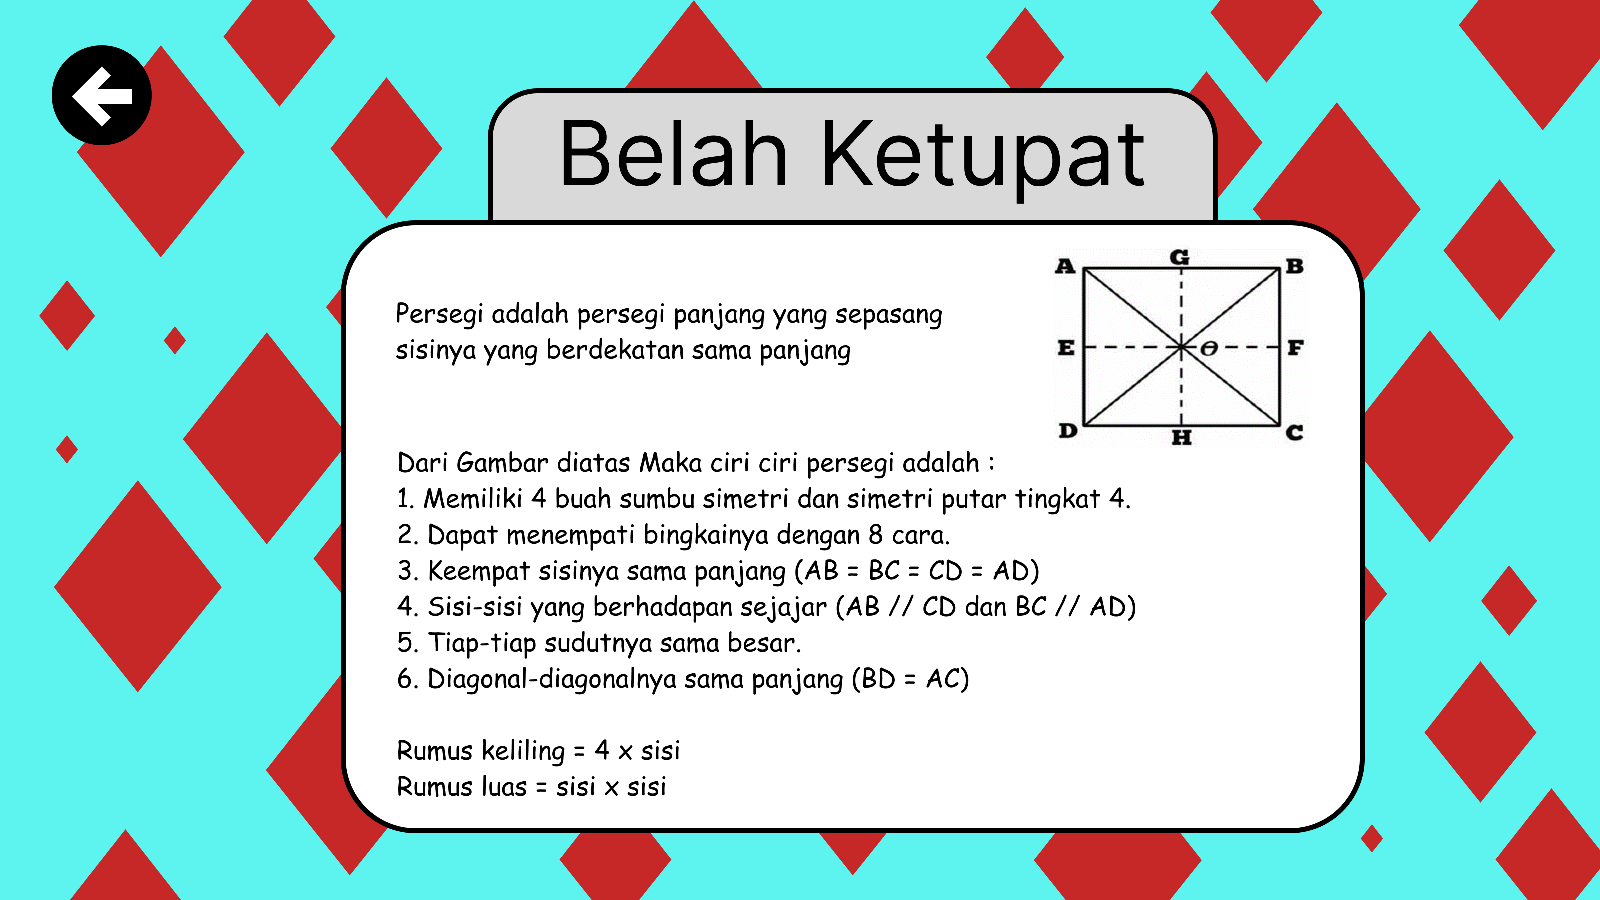 Belah Ketupat
Persegi adalah persegi panjang yang sepasang
sisinya yang berdekatan sama panjang
A G B
E Θ F
D H C
Dari Gambar diatas Maka ciri ciri persegi adalah :
1. Memiliki 4 buah sumbu simetri dan simetri putar tingkat 4.
2. Dapat menempati bingkainya dengan 8 cara.
3. Keempat sisinya sama panjang (AB = BC = CD = AD)
4. Sisi-sisi yang berhadapan sejajar (AB // CD dan BC // AD)
5. Tiap-tiap sudutnya sama besar.
6. Diagonal-diagonalnya sama panjang (BD = AC)
Rumus keliling = 4 x sisi
Rumus luas = sisi x sisi